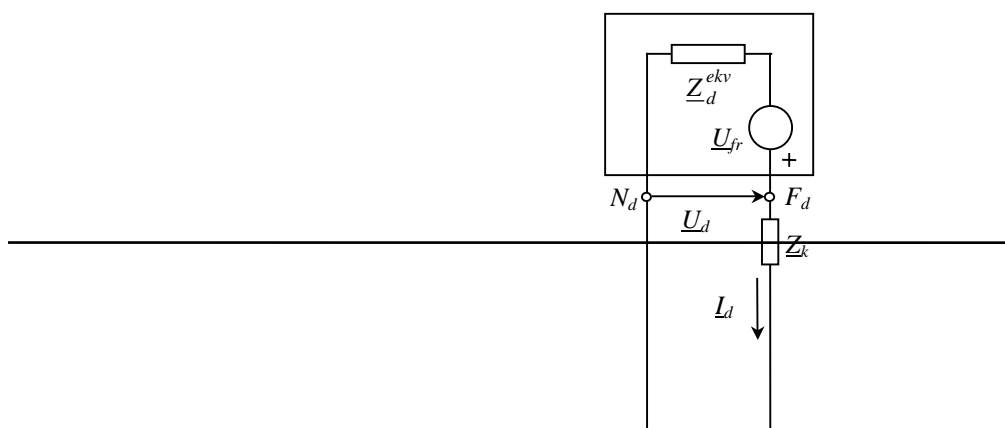 Z_d^ekv
U_fr
+
N_d
F_d
U_d
Z_k
I_d